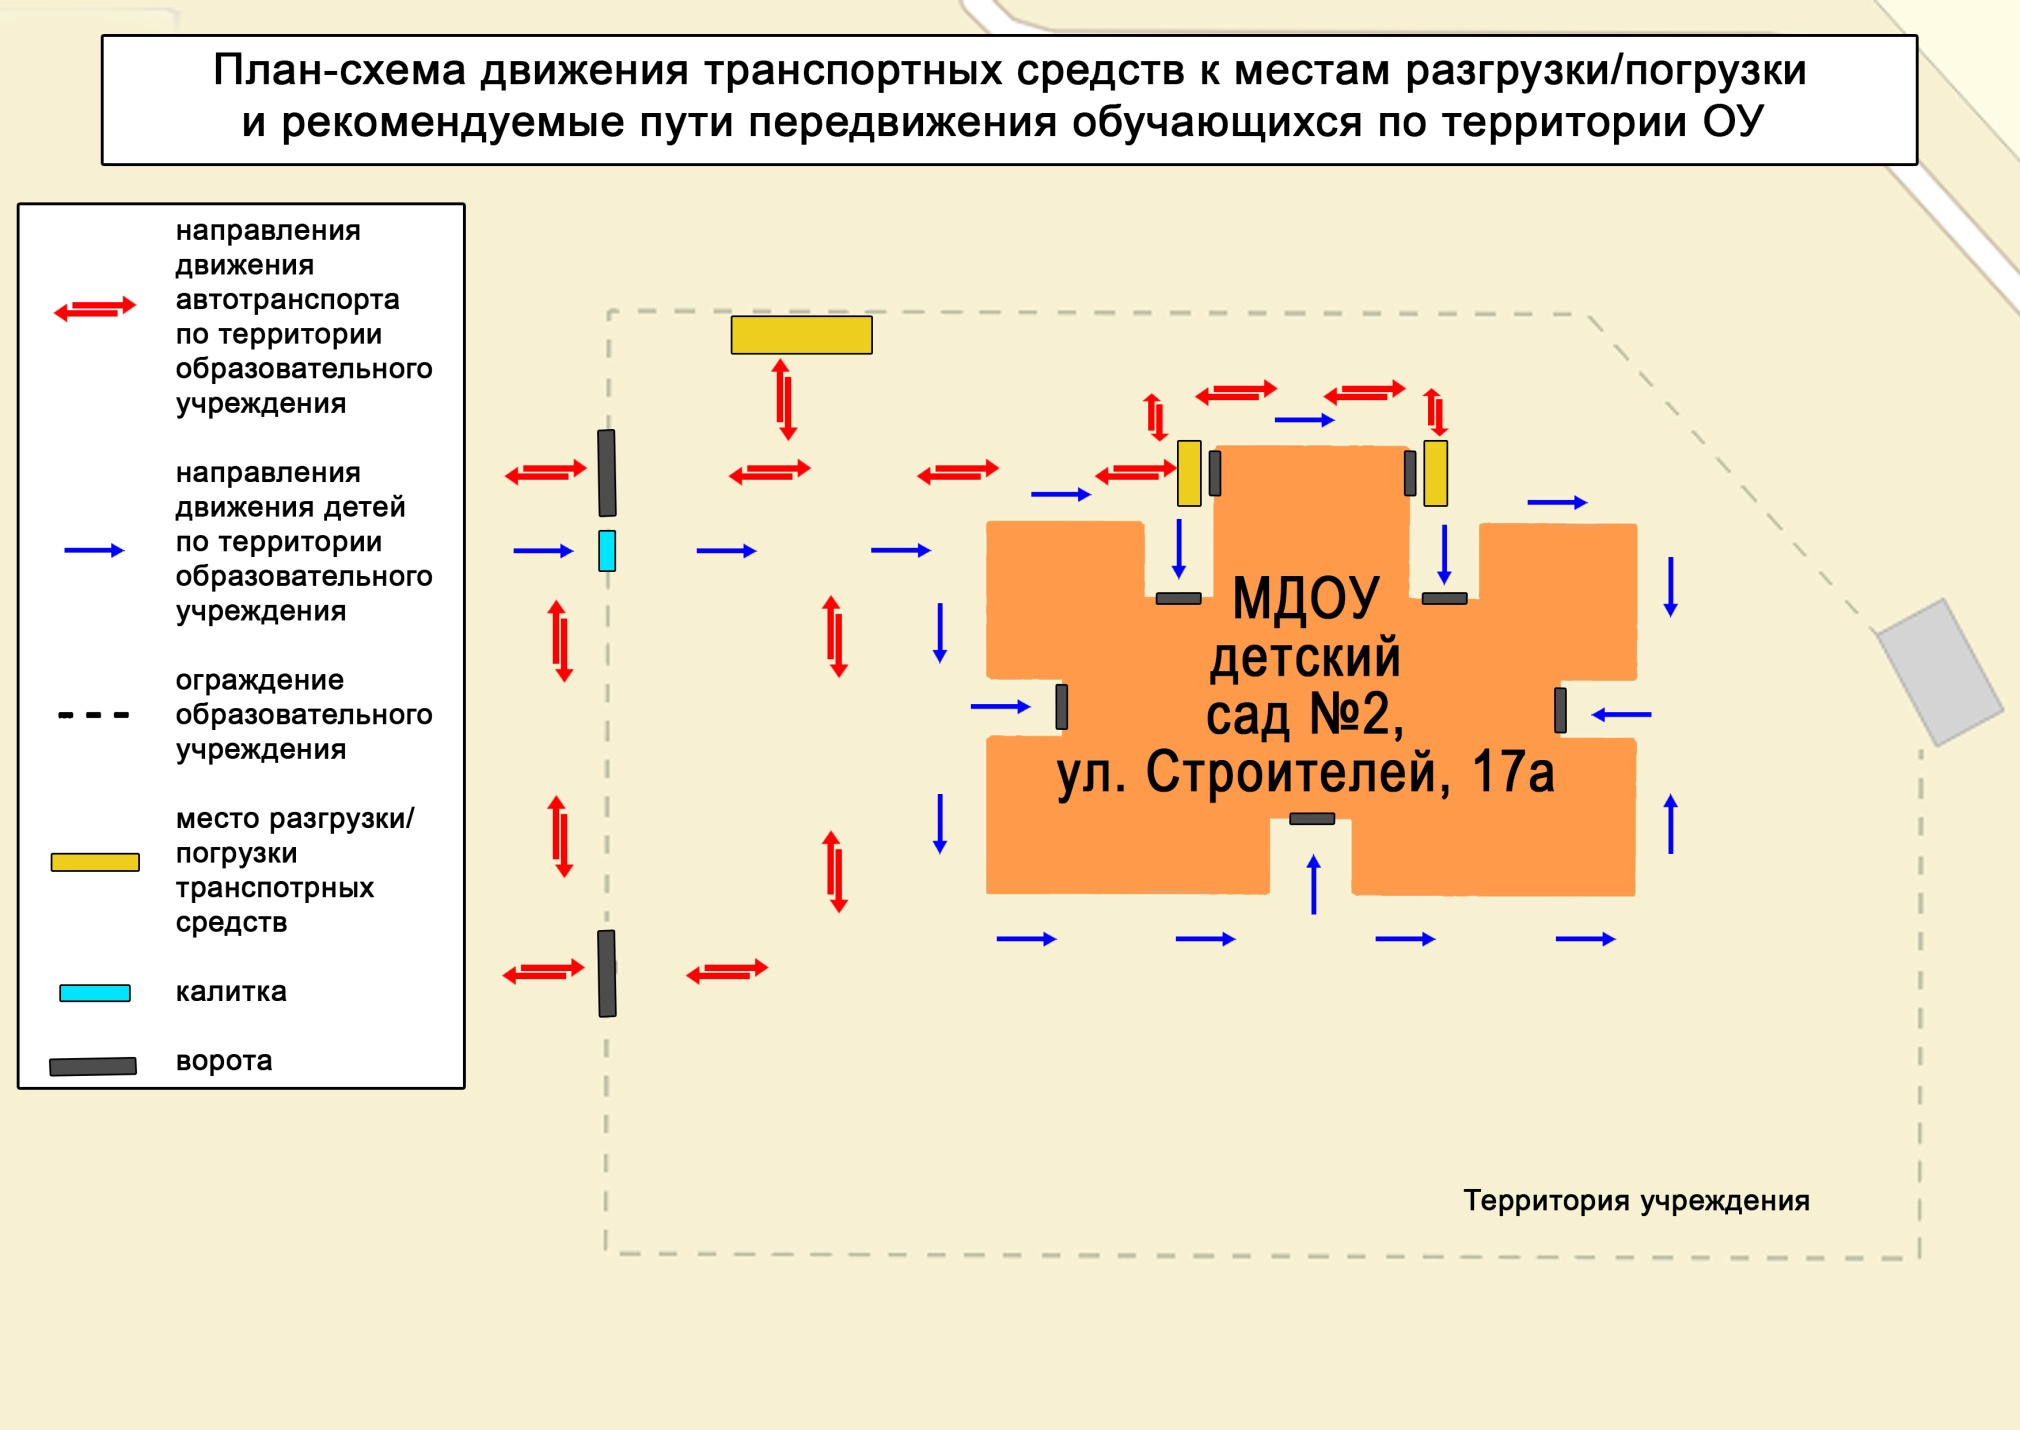 План-схема движения транспортных средств к местам разгрузки/погрузки
и рекомендуемые пути передвижения обучающихся по территории ОУ
направления
движения
автотранспорта
по территории
образовательного
учреждения
направления
движения детей
по территории
образовательного
учреждения
ограждение
образовательного
учреждения
место разгрузки/
погрузки
транспотрных
средств
калитка
ворота
МДОУ
детский
сад №2,
ул. Строителей, 17а
Территория учреждения